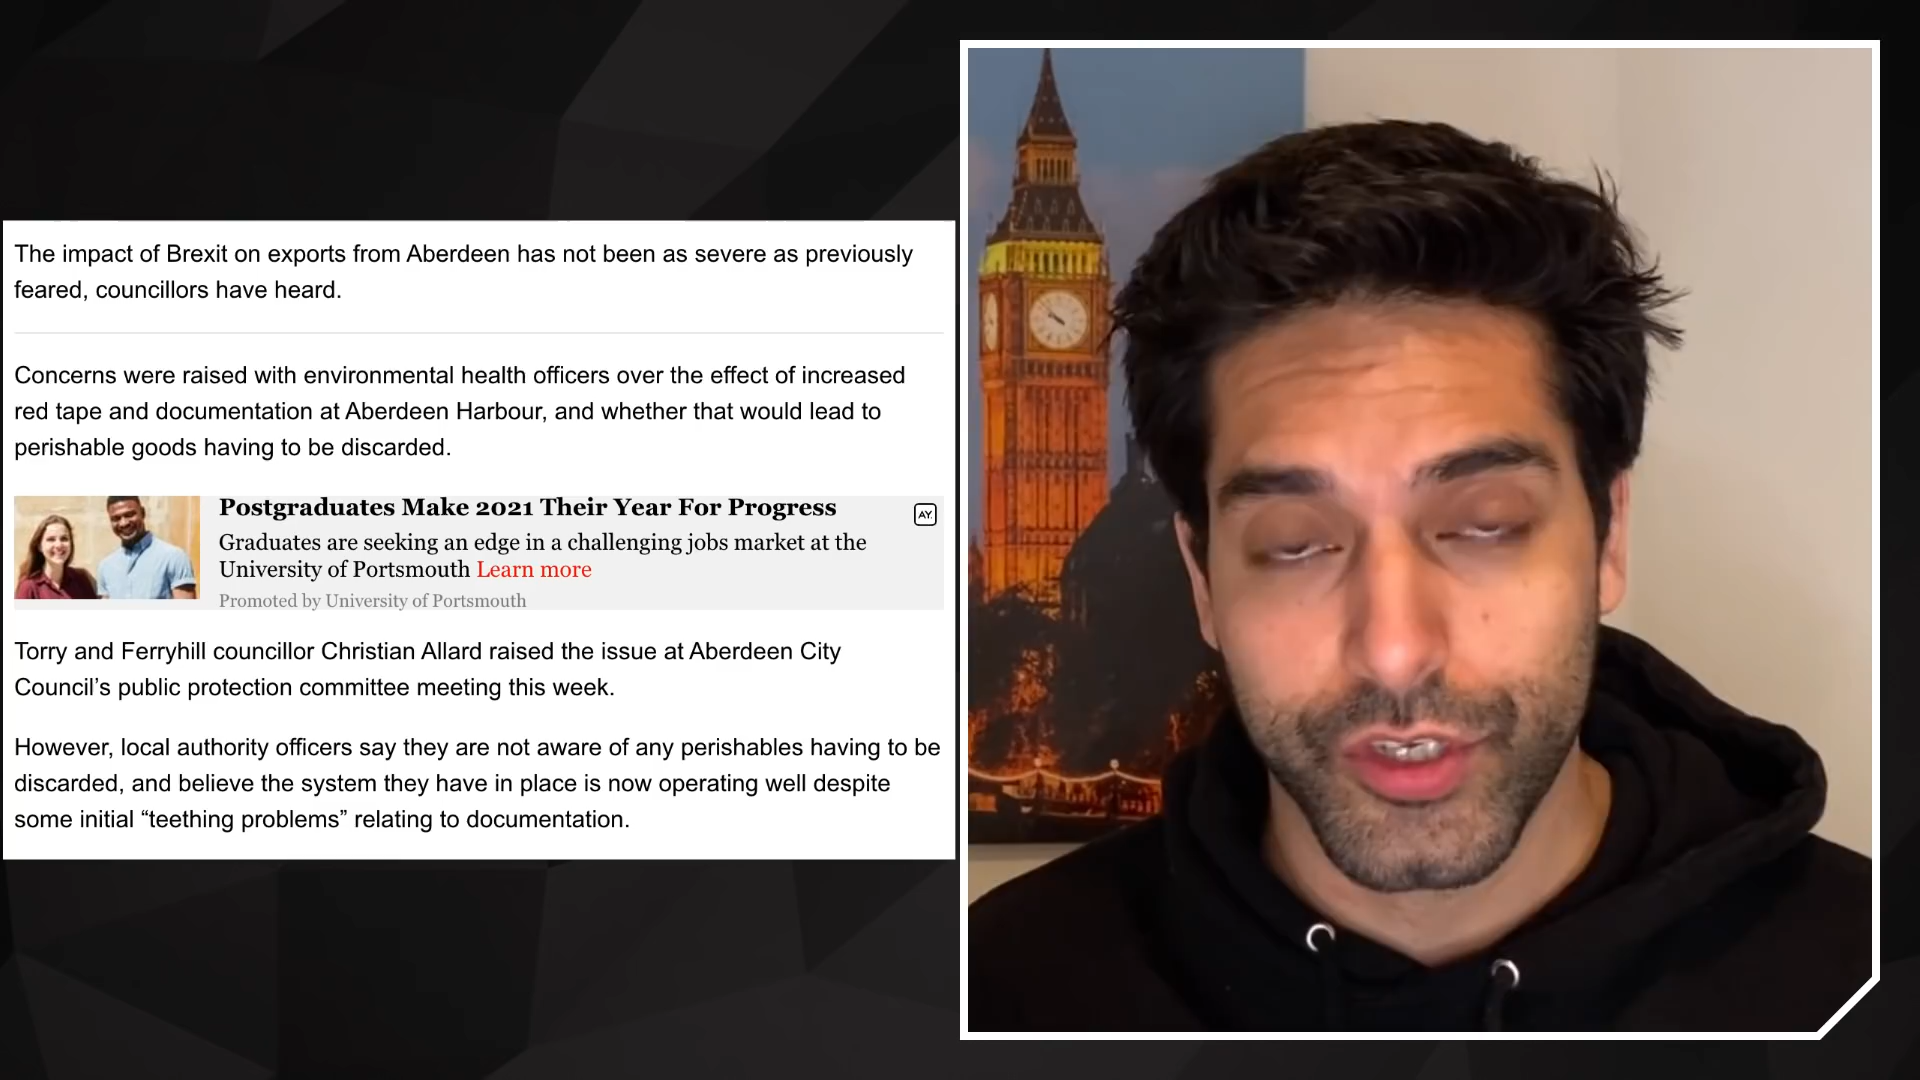 The impact of Brexit on exports from Aberdeen has not been as severe as previously
feared, councillors have heard.
Concerns were raised with environmental health officers over the effect of increased
red tape and documentation at Aberdeen Harbour, and whether that would lead to
perishable goods having to be discarded.
Postgraduates Make 2021 Their Year For Progress
AY.
Graduates are seeking an edge in a challenging jobs market at the
University of Portsmouth Learn more
Promoted by University of Portsmouth
Torry and Ferryhill councillor Christian Allard raised the issue at Aberdeen City
Council’s public protection committee meeting this week.
However, local authority officers say they are not aware of any perishables having to be
discarded, and believe the system they have in place is now operating well despite
some initial “teething problems” relating to documentation.